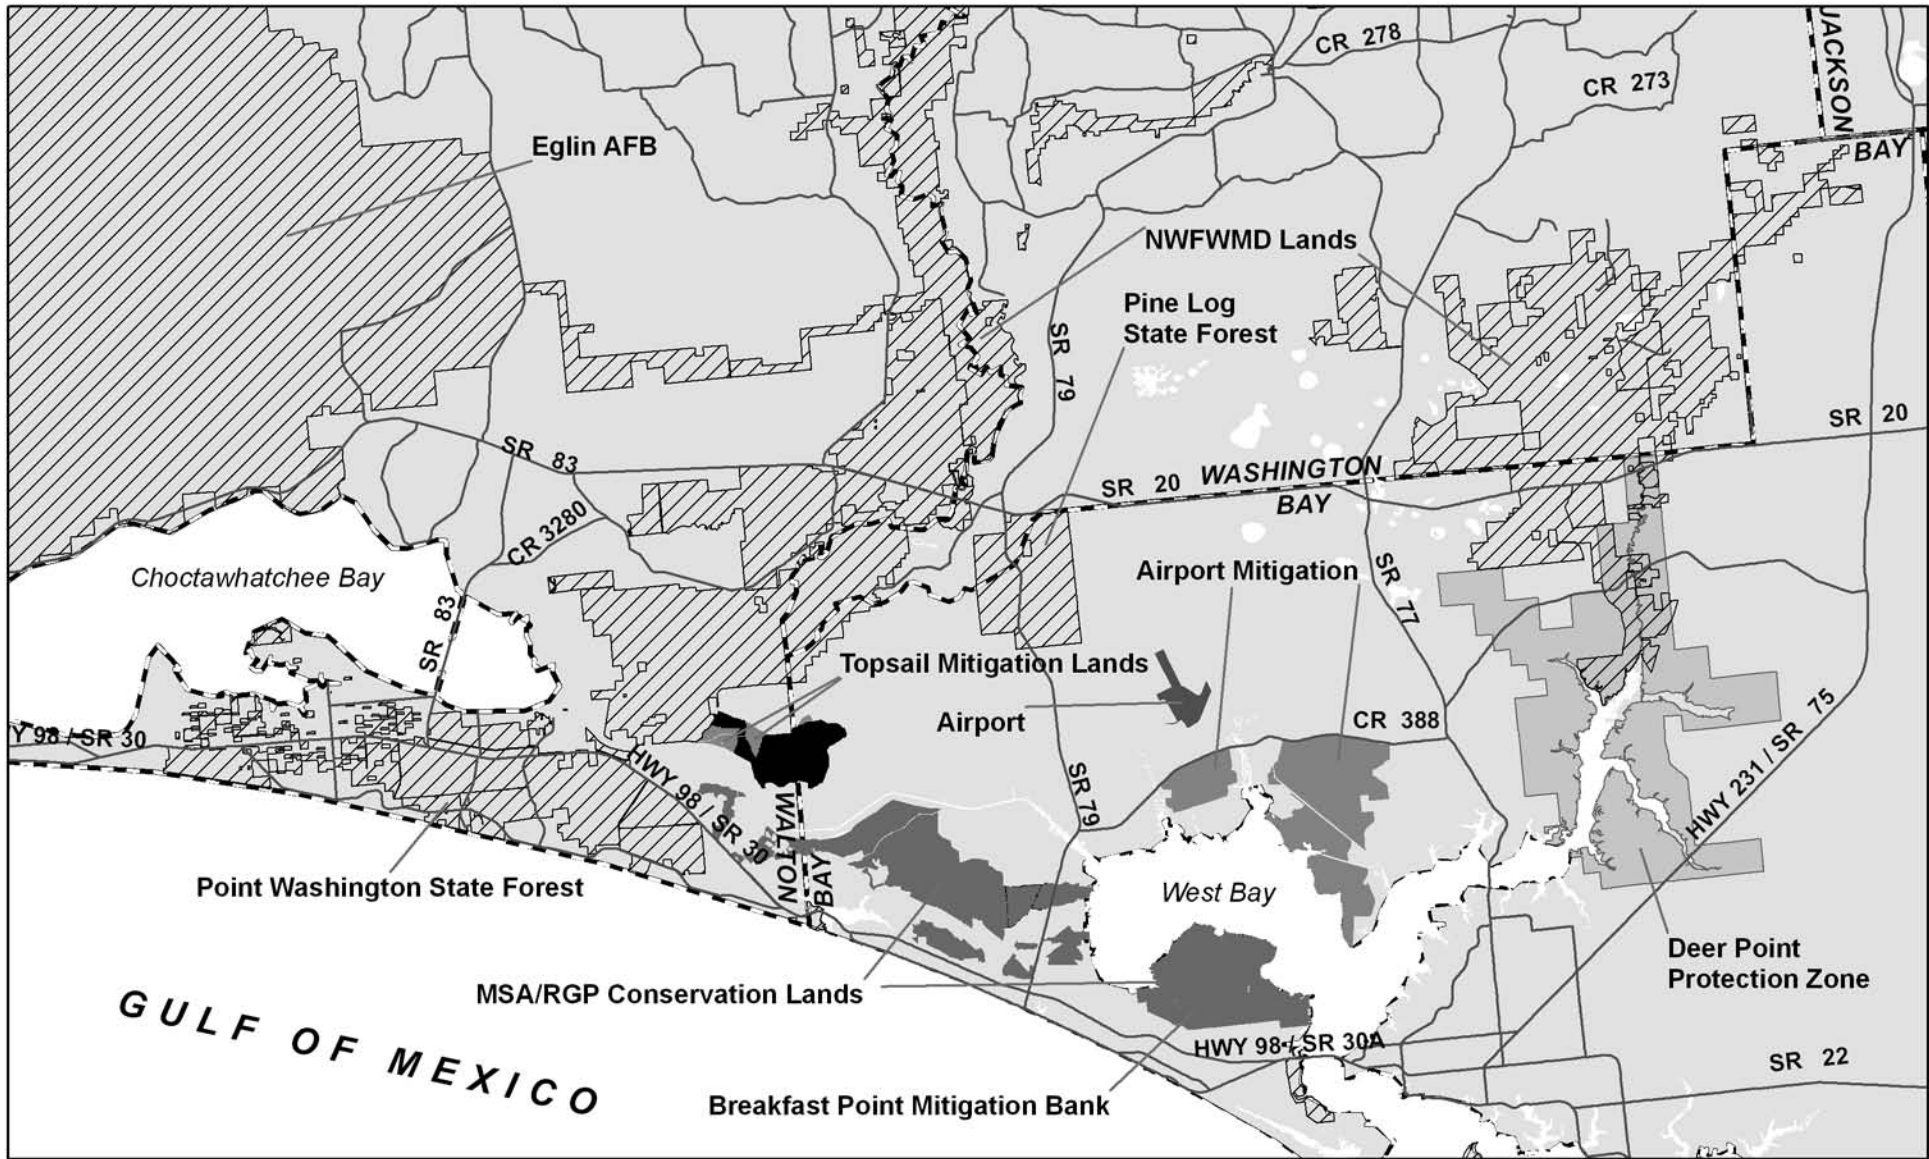 JACKSON
CR 278
CR 273
BAY
Eglin AFB
NWFWMD Lands
Pine Log
State Forest
SR 79
SR 20
SR 83
WASHINGTON
SR 20
BAY
CR 3280
Choctawhatchee Bay
Airport Mitigation
SR 77
SR 83
Topsail Mitigation Lands
Airport
CR 388
Y 98 / SR 30
HWY 98 / SR 30
SR 79
HWY 231 / SR 75
WALTON
BAY
Point Washington State Forest
West Bay
Deer Point
Protection Zone
MSA/RGP Conservation Lands
GULF OF MEXICO
HWY 98 / SR 30A
SR 22
Breakfast Point Mitigation Bank